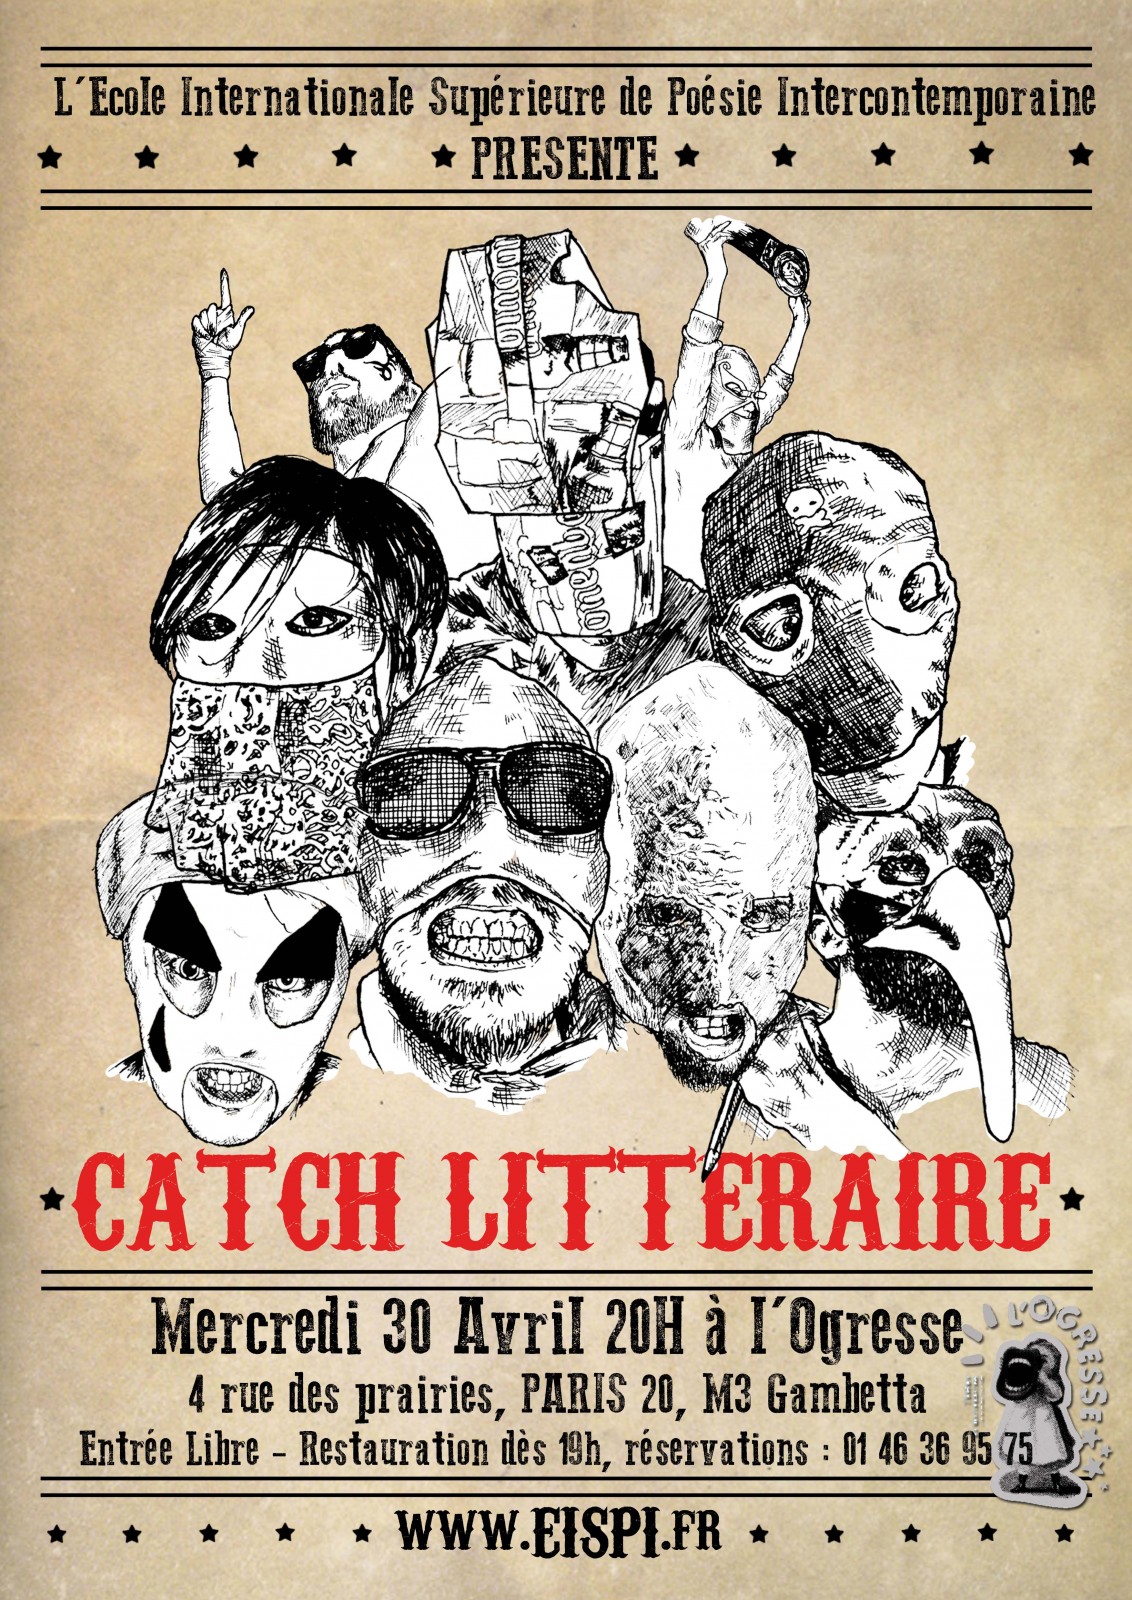 L´Ecole Internationale Supérieure de Poésie Intercontemporaine
PRESENTE
CATCH LITTERAIRE
Mercredi 30 Avril 20H à l´Ogresse
L'OGRESSE
4 rue des prairies, PARIS 20, M3 Gambetta
Entrée Libre - Restauration dès 19h, réservations : 01 46 36 95 75
WWW.EISPI.FR